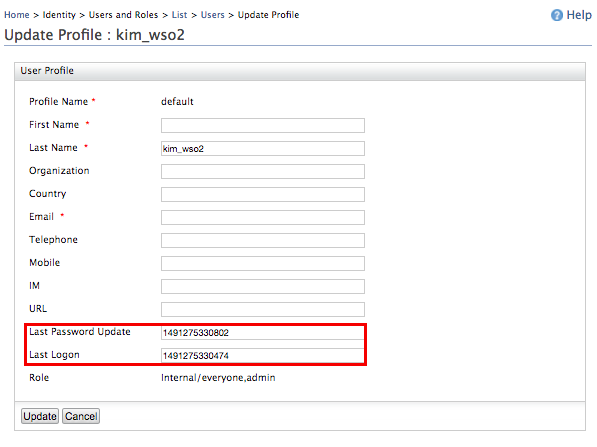 Home > Identity > Users and Roles > List > Users > Update Profile
Help
Update Profile : kim_wso2
User Profile
Profile Name * default
First Name *
Last Name * kim_wso2
Organization
Country
Email *
Telephone
Mobile
IM
URL
Last Password Update 1491275330802
Last Logon 1491275330474
Role Internal/everyone,admin
Update Cancel